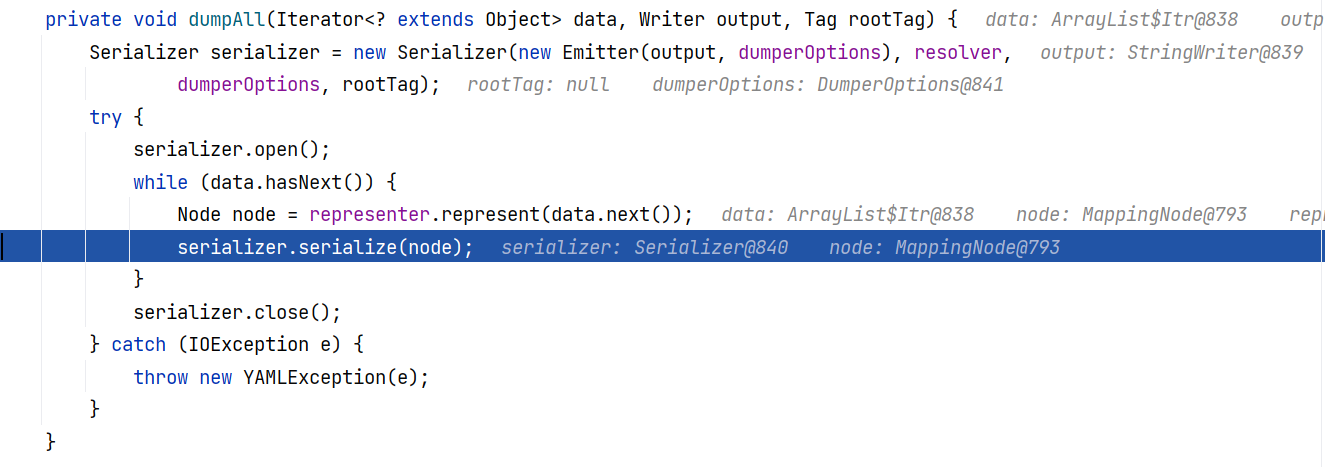 private void dumpAll(Iterator<? extends Object> data, Writer output, Tag rootTag) {   data: ArrayList$Itr@838    outp
Serializer serializer = new Serializer(new Emitter(output, dumperOptions), resolver,   output: StringWriter@839
dumperOptions, rootTag);   rootTag: null    dumperOptions: DumperOptions@841
try {
serializer.open();
while (data.hasNext()) {
Node node = representer.represent(data.next());   data: ArrayList$Itr@838    node: MappingNode@793    repr
serializer.serialize(node);   serializer: Serializer@840    node: MappingNode@793
}
serializer.close();
} catch (IOException e) {
throw new YAMLException(e);
}
}